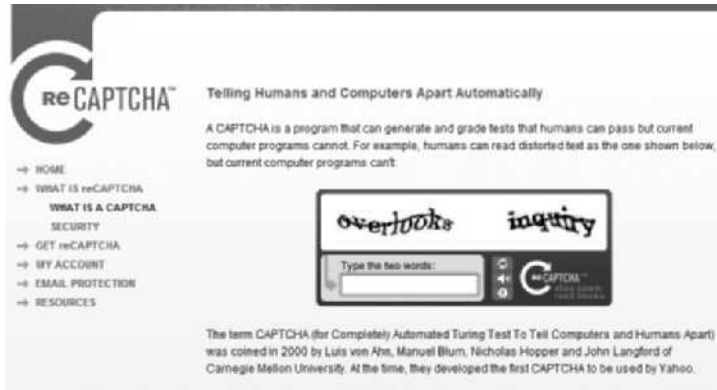 ReCAPTCHA™
Telling Humans and Computers Apart Automatically
A CAPTCHA is a program that can generate and grade tests that humans can pass but current
computer programs cannot. For example, humans can read distorted text as the one shown below,
but current computer programs can't:
HOME
WHAT IS reCAPTCHA
WHAT IS A CAPTCHA
SECURITY
GET reCAPTCHA
MY ACCOUNT
EMAIL PROTECTION
RESOURCES
overlooks inquiry
Type the two words:
ReCAPTCHA™
stop spam.
read books.
The term CAPTCHA (for Completely Automated Turing Test To Tell Computers and Humans Apart)
was coined in 2000 by Luis von Ahn, Manuel Blum, Nicholas Hopper and John Langford of
Carnegie Mellon University. At the time, they developed the first CAPTCHA to be used by Yahoo.